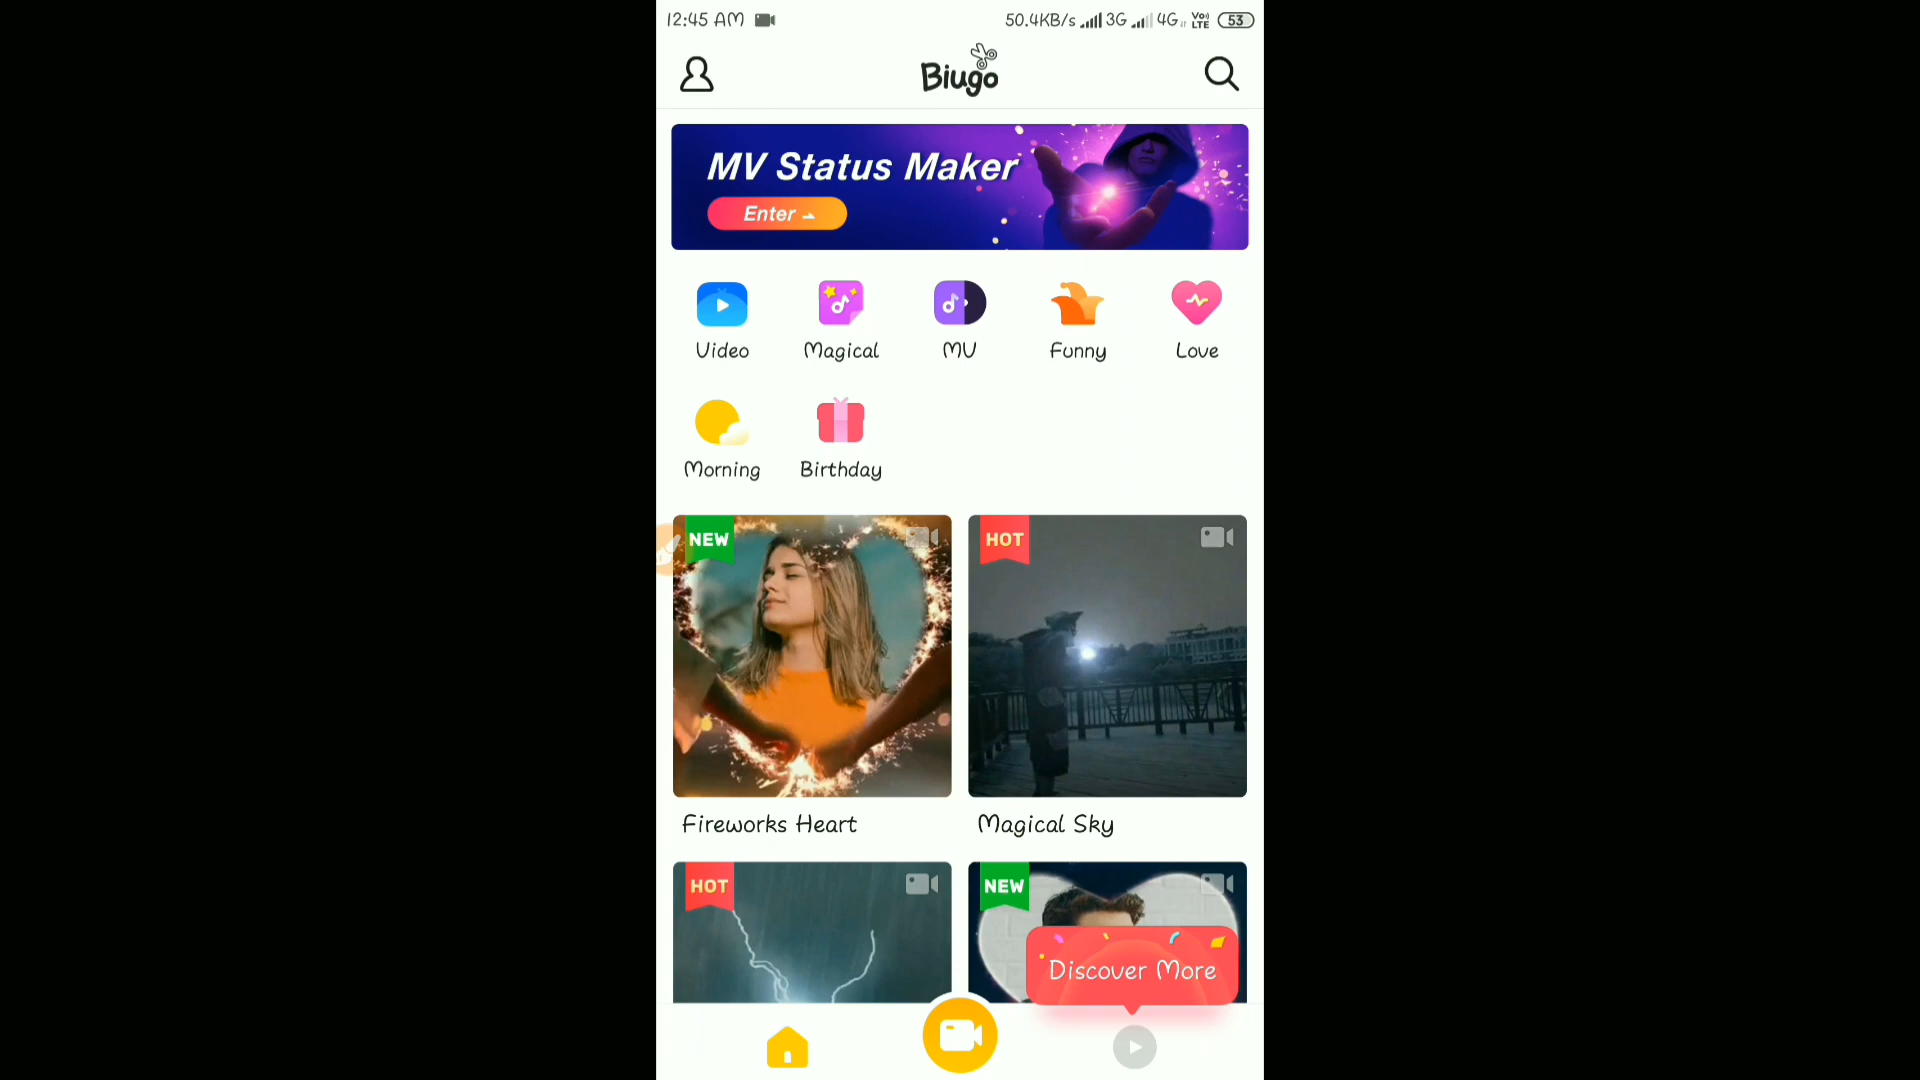 12:45 AM
50.4KB/s 3G 4G VoLTE 53
Biugo
MV Status Maker
Enter
Video Magical MV Funny Love
Morning Birthday
NEW HOT
Fireworks Heart Magical Sky
HOT NEW
Discover More